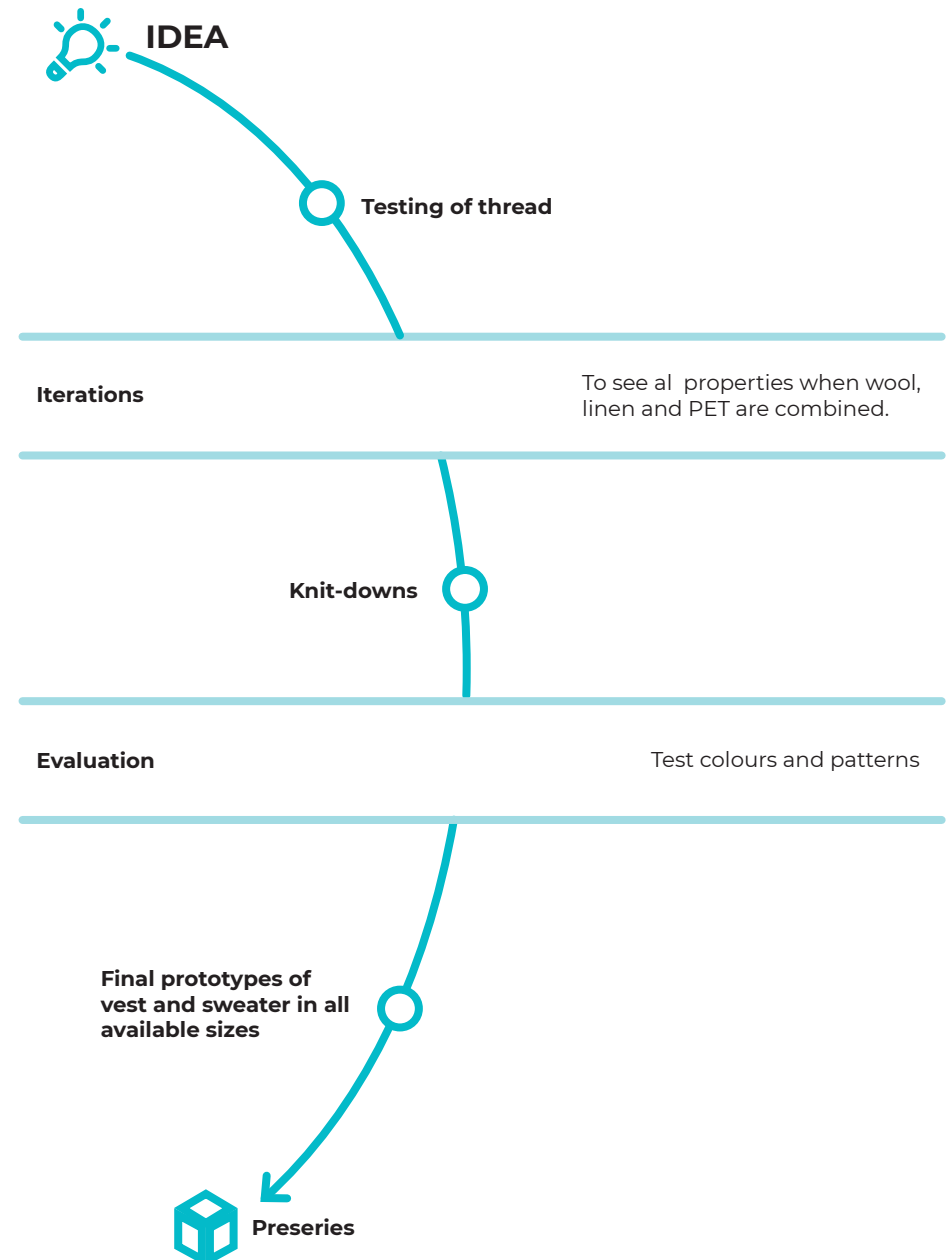 IDEA
Testing of thread
Iterations
To see al  properties when wool,
linen and PET are combined.
Knit-downs
Evaluation
Test colours and patterns
Final prototypes of
vest and sweater in all
available sizes
Preseries